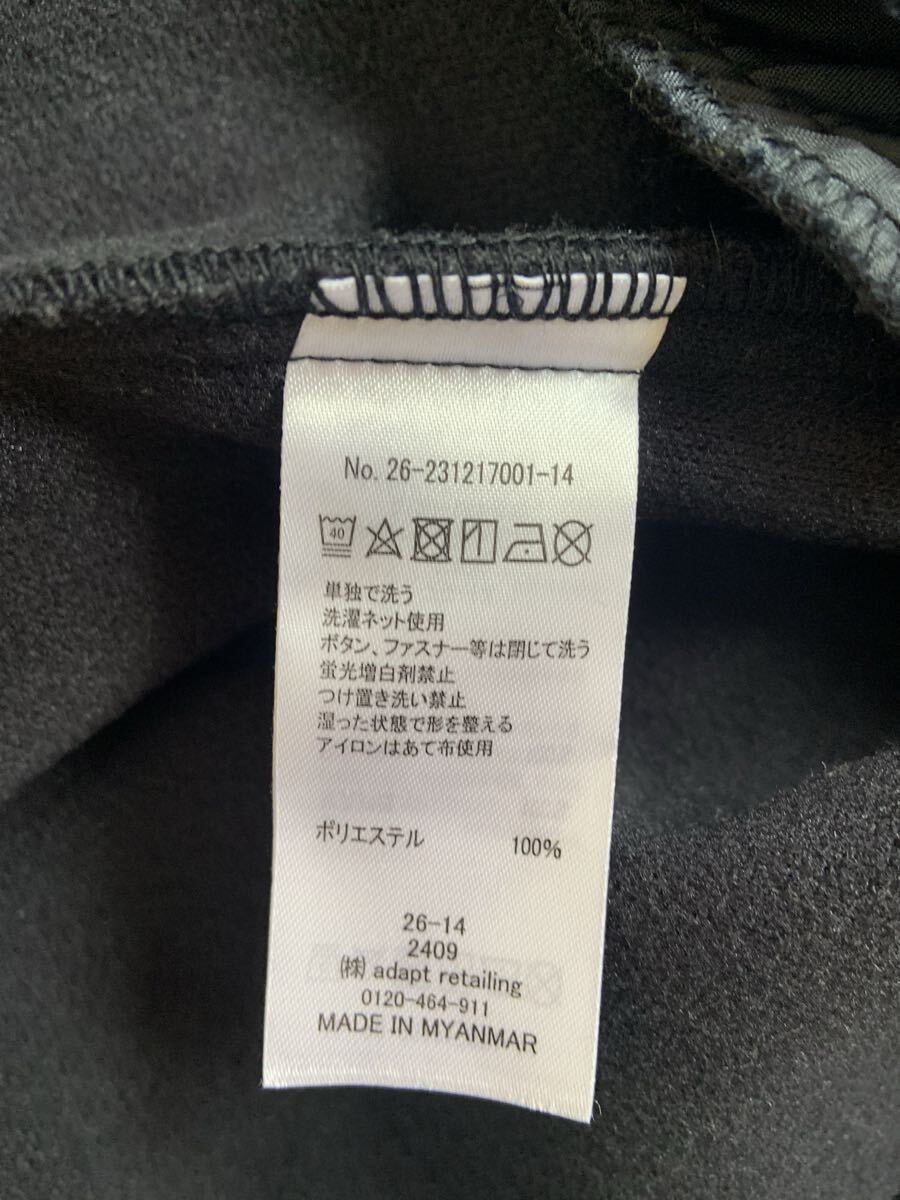 No. 26-231217001-14
40
単独で洗う
洗濯ネット使用
ボタン、ファスナー等は閉じて洗う
蛍光増白剤禁止
つけ置き洗い禁止
湿った状態で形を整える
アイロンはあて布使用
ポリエステル 100%
26-14
2409
㈱ adapt retailing
0120-464-911
MADE IN MYANMAR